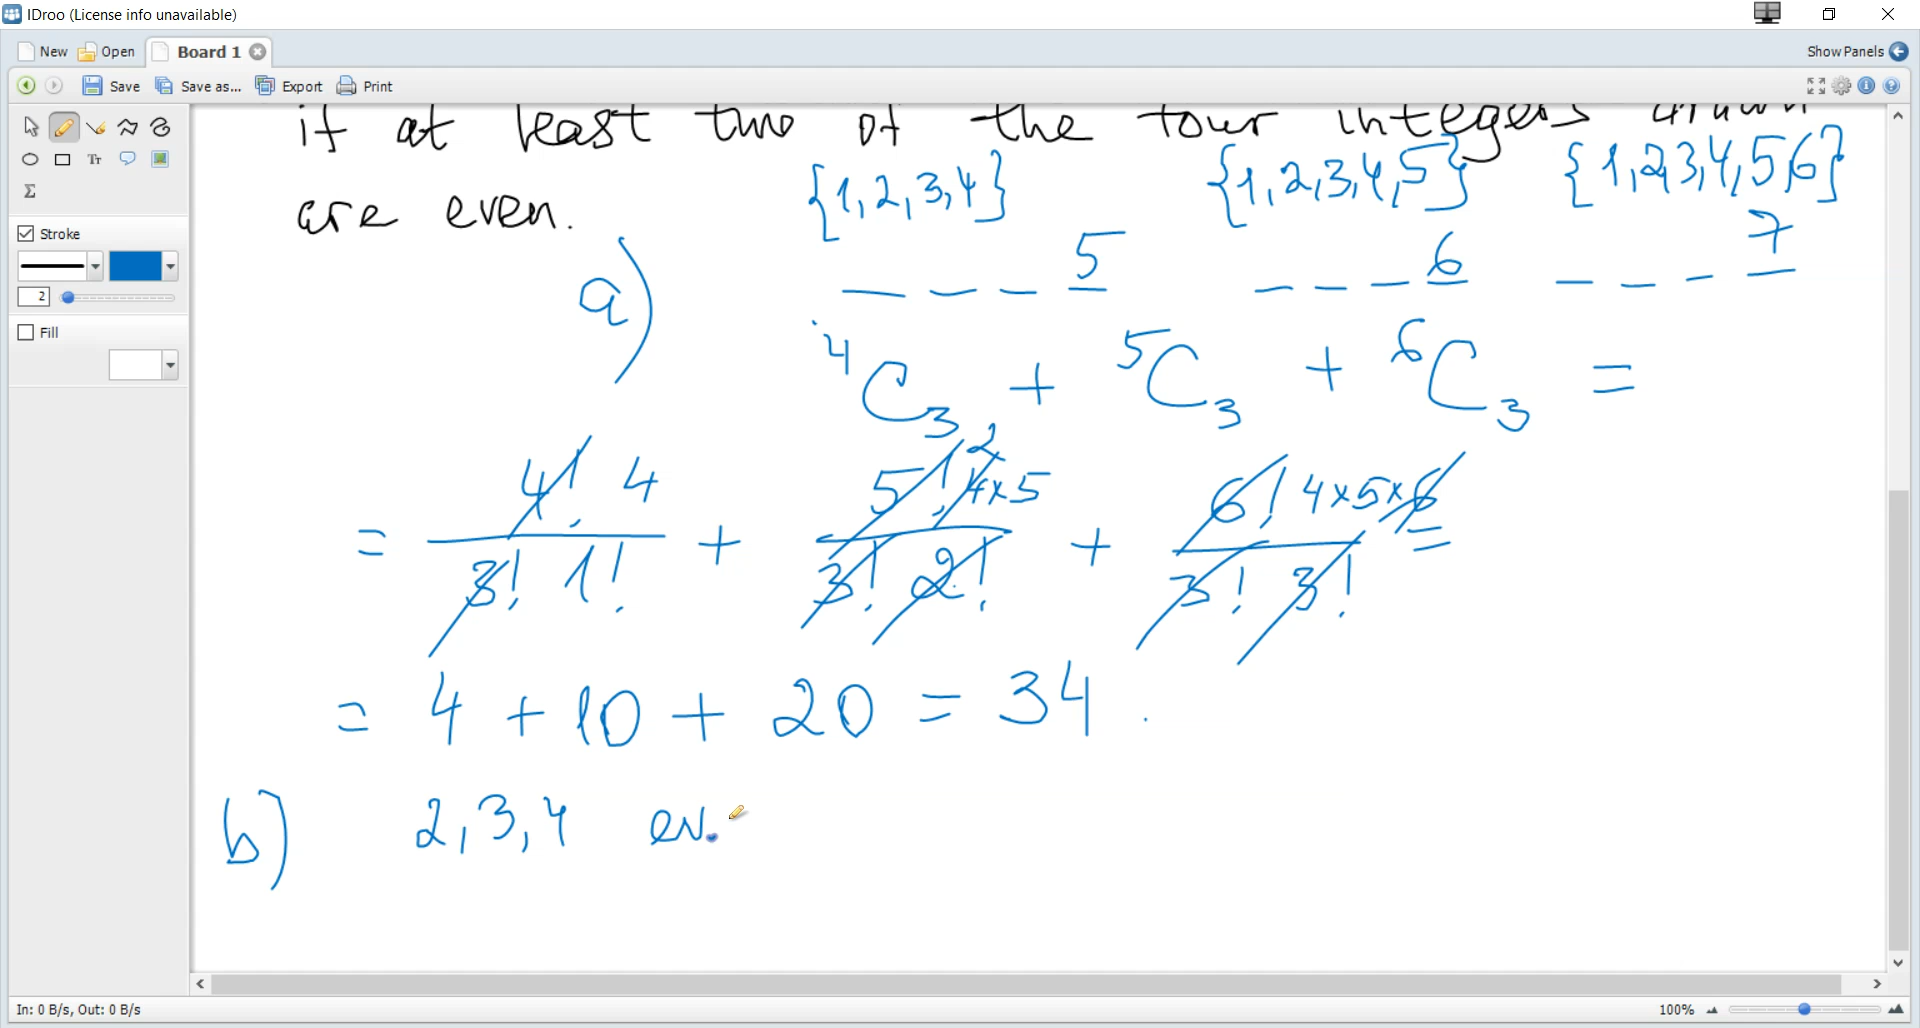 IDroo (License info unavailable)
New Open Board 1 Show Panels
Save Save as... Export Print
if at least two of the four integers drawn
are even. {1,2,3,4} {1,2,3,4,5} {1,2,3,4,5,6}
a) _ _ _ 5 _ _ _ 6 _ _ _ 7
⁴C₃ + ⁵C₃ + ⁶C₃ =
= 4! 4 / 3! 1! + 5! 2 4×5 / 3! 2! + 6! 4×5×6 / 3! 3! =
= 4 + 10 + 20 = 34 .
b) 2,3,4 ev.
Tr
Σ
Stroke
2
Fill
In: 0 B/s, Out: 0 B/s 100%